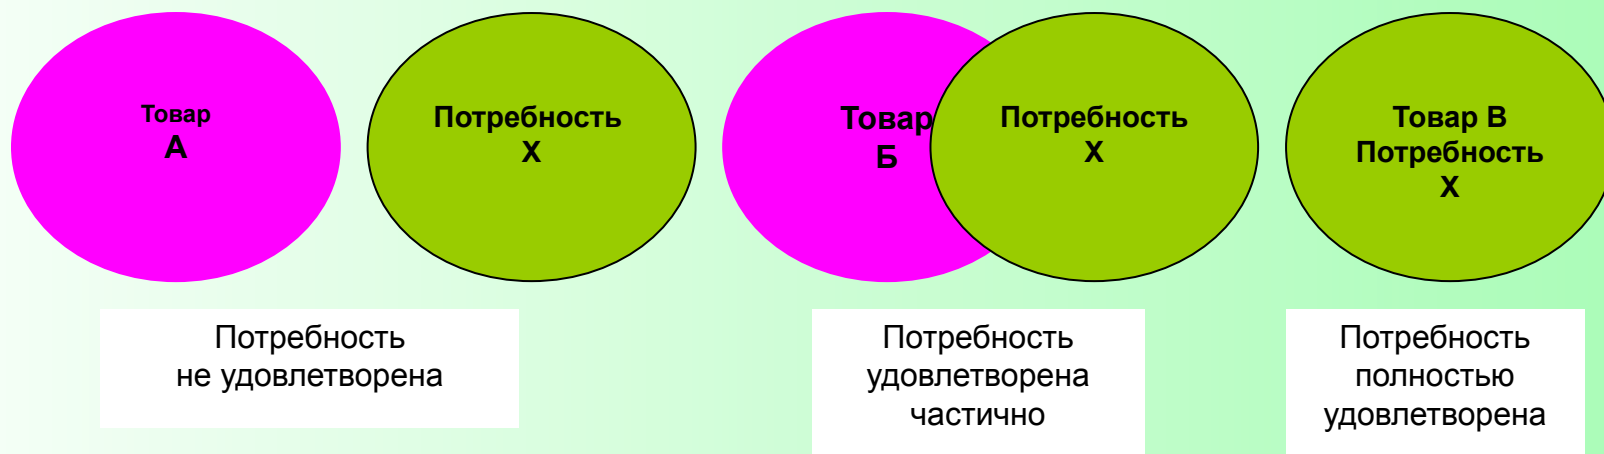 Товар
А
Потребность
Х
Товар
Б
Потребность
Х
Товар В
Потребность
Х
Потребность
не удовлетворена
Потребность
удовлетворена
частично
Потребность
полностью
удовлетворена